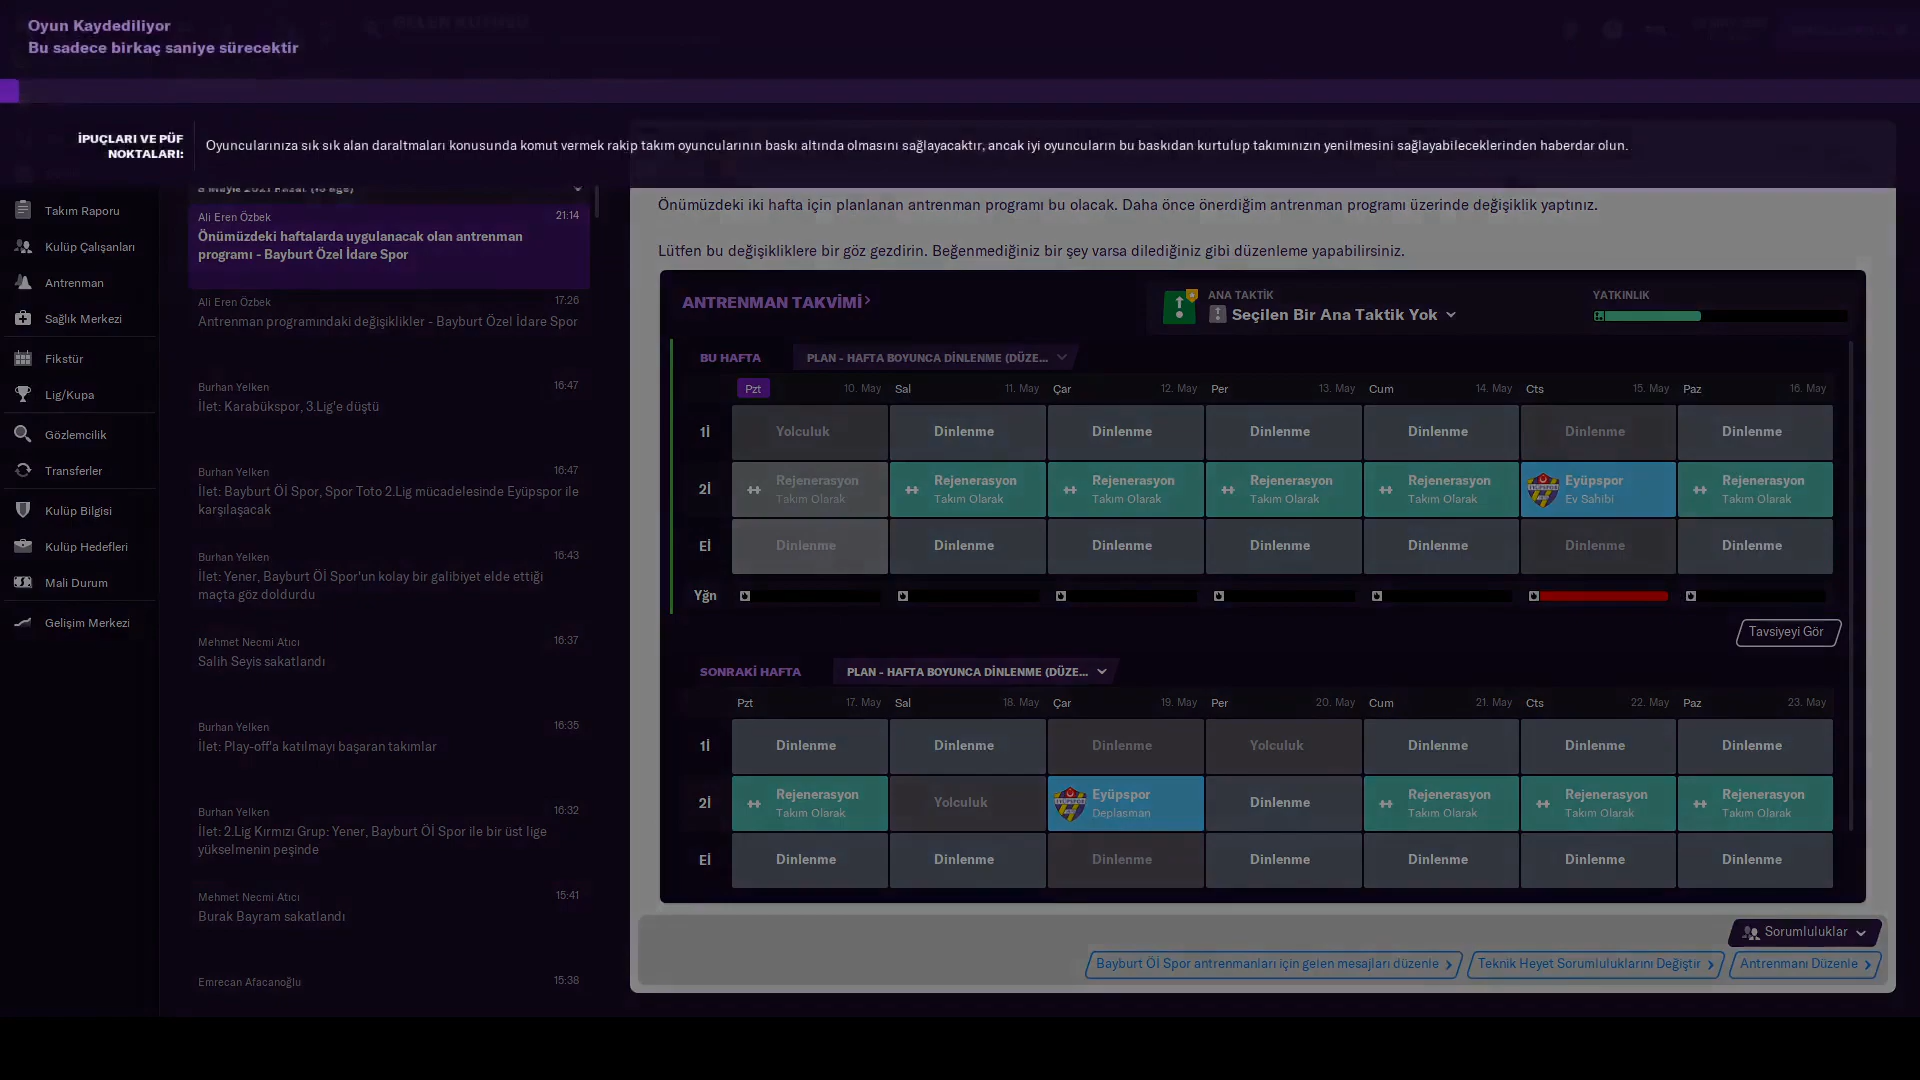 Oyun Kaydediliyor
Bu sadece birkaç saniye sürecektir
İPUÇLARI VE PÜF
NOKTALARI:
Oyuncularınıza sık sık alan daraltmaları konusunda komut vermek rakip takım oyuncularının baskı altında olmasını sağlayacaktır, ancak iyi oyuncuların bu baskıdan kurtulup takımınızın yenilmesini sağlayabileceklerinden haberdar olun.
Takım Raporu
Kulüp Çalışanları
Antrenman
Sağlık Merkezi
Fikstür
Lig/Kupa
Gözlemcilik
Transferler
Kulüp Bilgisi
Kulüp Hedefleri
Mali Durum
Gelişim Merkezi
Ali Eren Özbek 21:14
Önümüzdeki haftalarda uygulanacak olan antrenman
programı - Bayburt Özel İdare Spor
Ali Eren Özbek 17:26
Antrenman programındaki değişiklikler - Bayburt Özel İdare Spor
Burhan Yelken 16:47
İlet: Karabükspor, 3.Lig'e düştü
Burhan Yelken 16:47
İlet: Bayburt Öİ Spor, Spor Toto 2.Lig mücadelesinde Eyüpspor ile
karşılaşacak
Burhan Yelken 16:43
İlet: Yener, Bayburt Öİ Spor'un kolay bir galibiyet elde ettiği
maçta göz doldurdu
Mehmet Necmi Atıcı 16:37
Salih Seyis sakatlandı
Burhan Yelken 16:35
İlet: Play-off'a katılmayı başaran takımlar
Burhan Yelken 16:32
İlet: 2.Lig Kırmızı Grup: Yener, Bayburt Öİ Spor ile bir üst lige
yükselmenin peşinde
Mehmet Necmi Atıcı 15:41
Burak Bayram sakatlandı
Emrecan Afacanoğlu 15:38
Önümüzdeki iki hafta için planlanan antrenman programı bu olacak. Daha önce önerdiğim antrenman programı üzerinde değişiklik yaptınız.
Lütfen bu değişikliklere bir göz gezdirin. Beğenmediğiniz bir şey varsa dilediğiniz gibi düzenleme yapabilirsiniz.
ANTRENMAN TAKVİMİ
ANA TAKTİK
Seçilen Bir Ana Taktik Yok
YATKINLIK
BU HAFTA PLAN - HAFTA BOYUNCA DİNLENME (DÜZE...
Pzt 10. May Sal 11. May Çar 12. May Per 13. May Cum 14. May Cts 15. May Paz 16. May
1İ Yolculuk Dinlenme Dinlenme Dinlenme Dinlenme Dinlenme Dinlenme
2İ Rejenerasyon Rejenerasyon Rejenerasyon Rejenerasyon Rejenerasyon Eyüpspor Rejenerasyon
Takım Olarak Takım Olarak Takım Olarak Takım Olarak Takım Olarak Ev Sahibi Takım Olarak
Eİ Dinlenme Dinlenme Dinlenme Dinlenme Dinlenme Dinlenme Dinlenme
Yğn
Tavsiyeyi Gör
SONRAKİ HAFTA PLAN - HAFTA BOYUNCA DİNLENME (DÜZE...
Pzt 17. May Sal 18. May Çar 19. May Per 20. May Cum 21. May Cts 22. May Paz 23. May
1İ Dinlenme Dinlenme Dinlenme Yolculuk Dinlenme Dinlenme Dinlenme
2İ Rejenerasyon Yolculuk Eyüpspor Dinlenme Rejenerasyon Rejenerasyon Rejenerasyon
Takım Olarak Deplasman Takım Olarak Takım Olarak Takım Olarak
Eİ Dinlenme Dinlenme Dinlenme Dinlenme Dinlenme Dinlenme Dinlenme
Sorumluluklar
Bayburt Öİ Spor antrenmanları için gelen mesajları düzenle
Teknik Heyet Sorumluluklarını Değiştir
Antrenmanı Düzenle